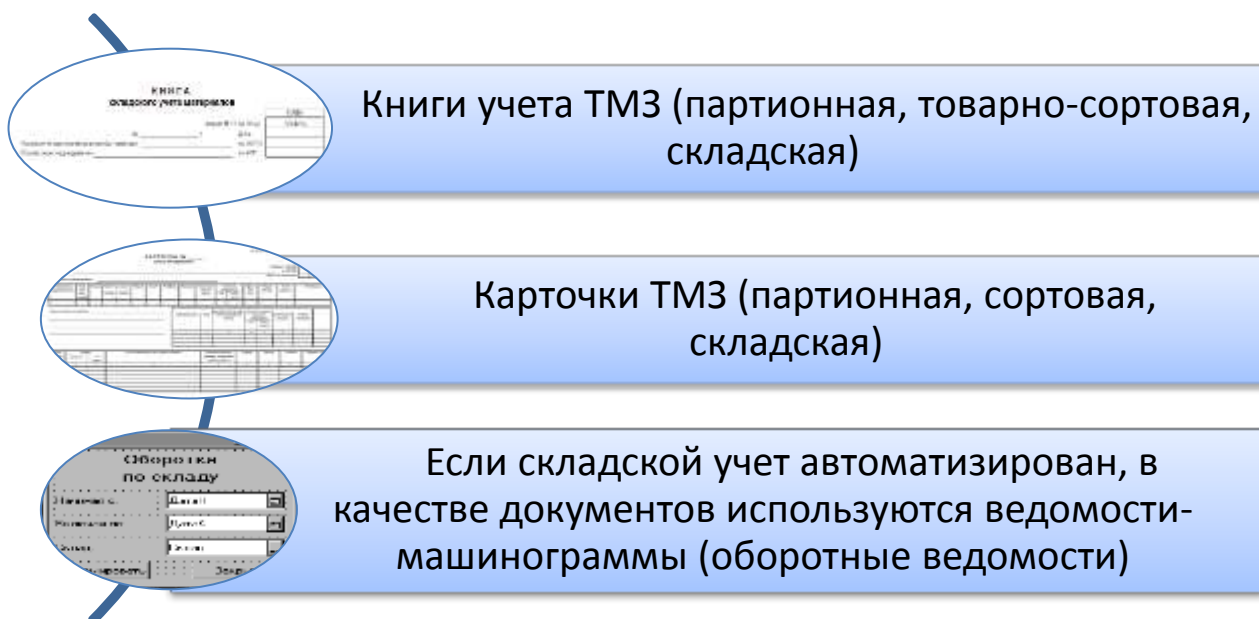 КНИГА
складского учета материалов
Книги учета ТМЗ (партионная, товарно-сортовая,
складская)
Карточки ТМЗ (партионная, сортовая,
складская)
Оборотки
по складу
Если складской учет автоматизирован, в
качестве документов используются ведомости-
машинограммы (оборотные ведомости)